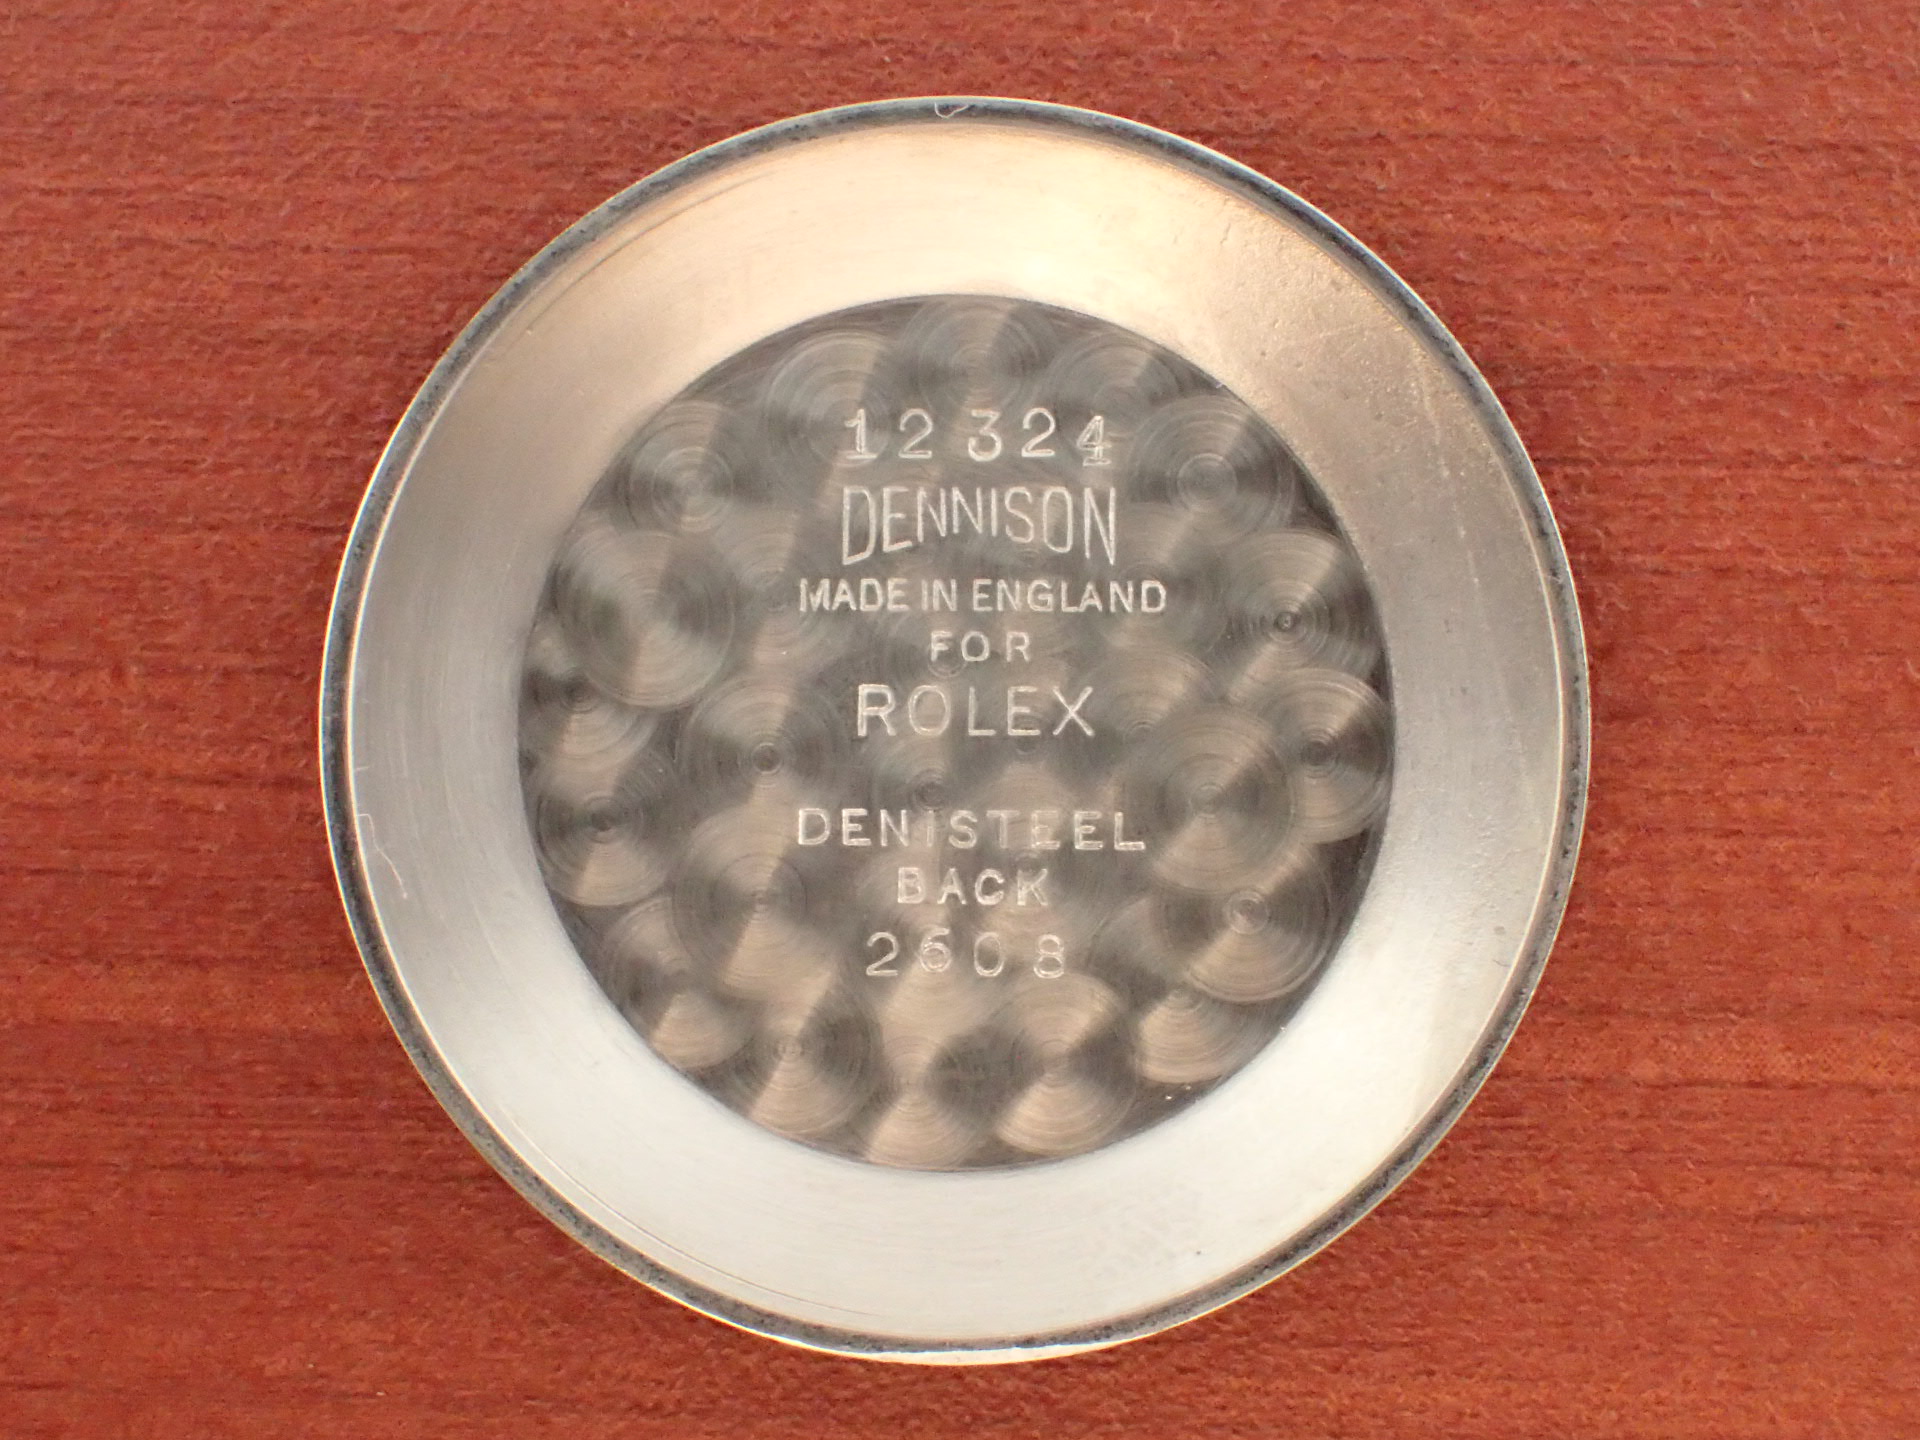 12324
DENNISON
MADE IN ENGLAND
FOR
ROLEX
DENISTEEL
BACK
2608